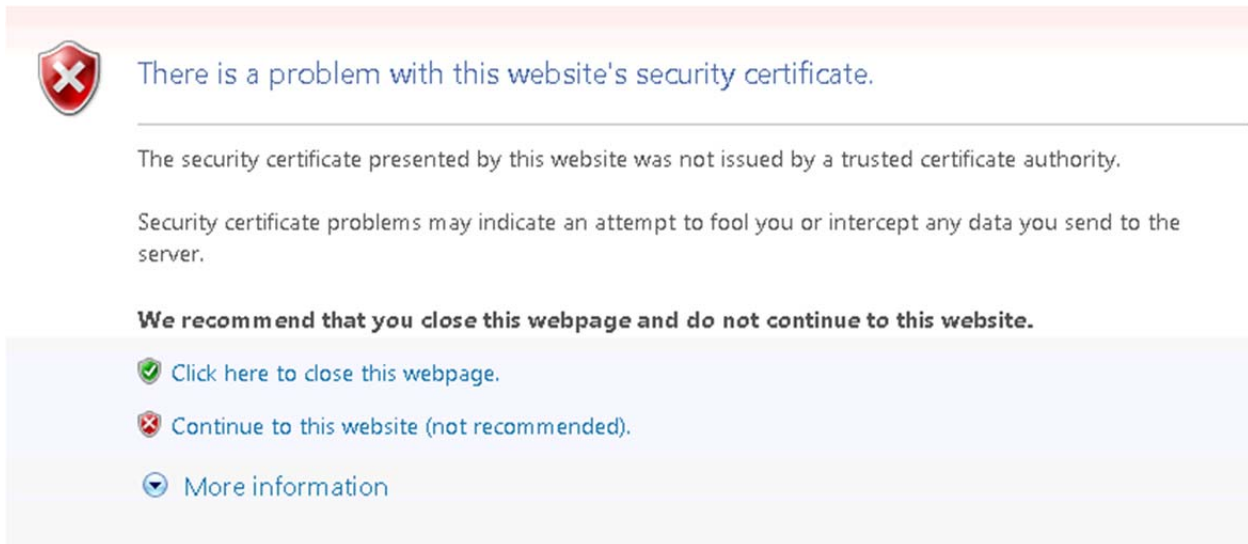 There is a problem with this website's security certificate.
The security certificate presented by this website was not issued by a trusted certificate authority.
Security certificate problems may indicate an attempt to fool you or intercept any data you send to the
server.
We recommend that you close this webpage and do not continue to this website.
Click here to close this webpage.
Continue to this website (not recommended).
More information